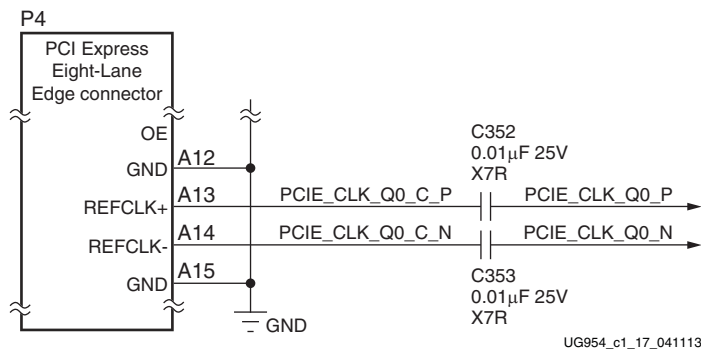 P4
PCI Express
Eight-Lane
Edge connector
OE
GND
A12
REFCLK+
A13
PCIE_CLK_Q0_C_P
C352
0.01µF 25V
X7R
PCIE_CLK_Q0_P
REFCLK-
A14
PCIE_CLK_Q0_C_N
PCIE_CLK_Q0_N
GND
A15
C353
0.01µF 25V
X7R
GND
UG954_c1_17_041113